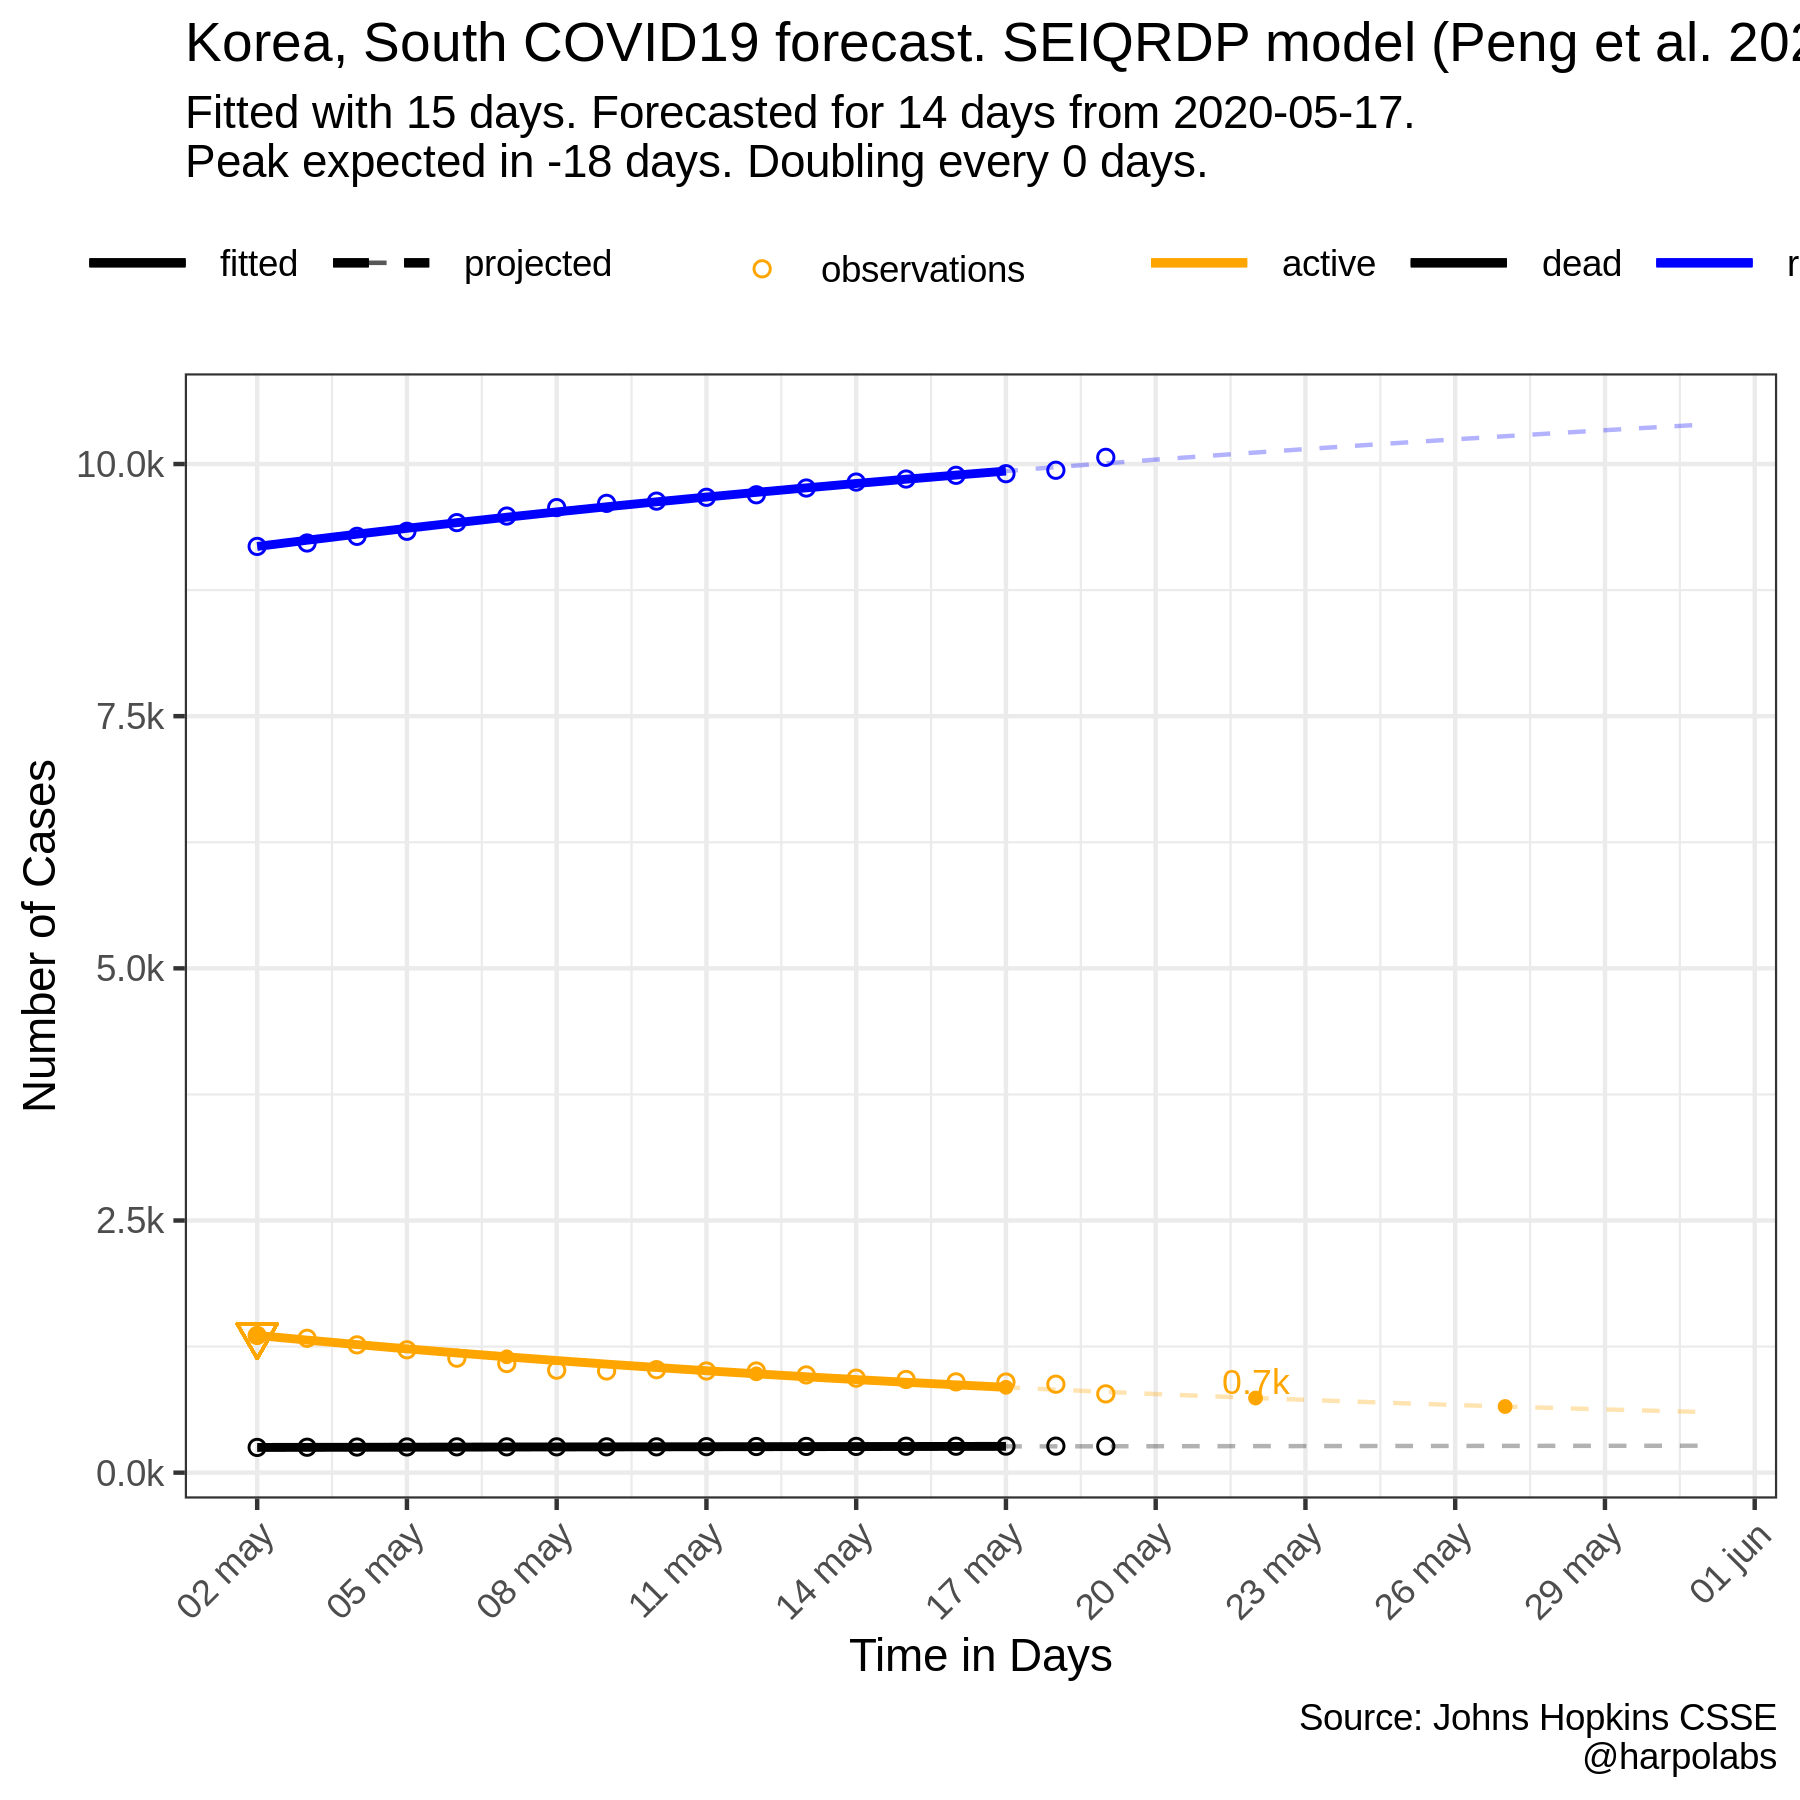 Korea, South COVID19 forecast. SEIQRDP model (Peng et al. 202
Fitted with 15 days. Forecasted for 14 days from 2020-05-17.
Peak expected in -18 days. Doubling every 0 days.
fitted projected observations active dead r
10.0k
7.5k
5.0k
2.5k
0.0k
Number of Cases
0.7k
02 may 05 may 08 may 11 may 14 may 17 may 20 may 23 may 26 may 29 may 01 jun
Time in Days
Source: Johns Hopkins CSSE
@harpolabs